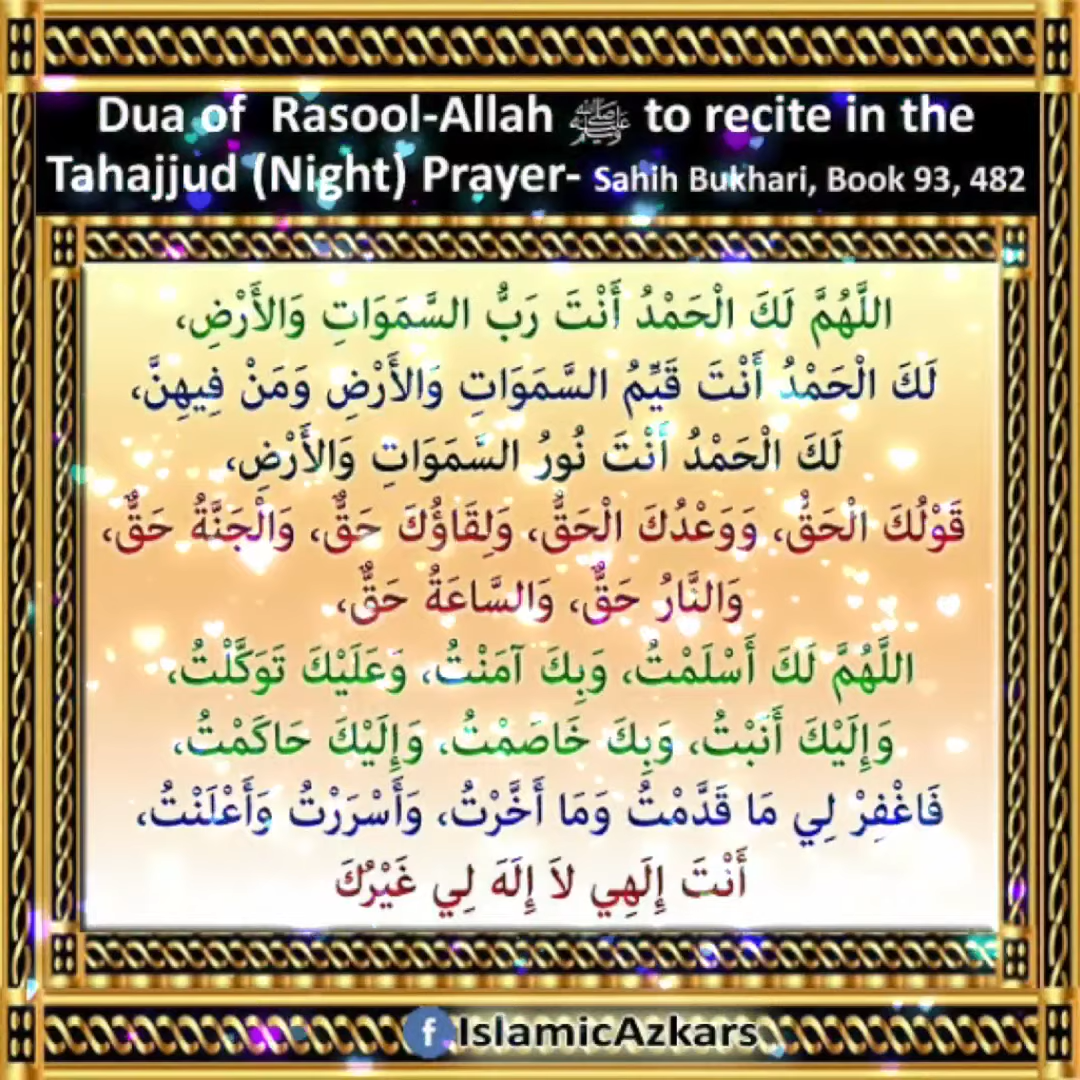 Dua of Rasool-Allah ﷺ to recite in the
Tahajjud (Night) Prayer- Sahih Bukhari, Book 93, 482
اللَّهُمَّ لَكَ الْحَمْدُ أَنْتَ رَبُّ السَّمَوَاتِ وَالأَرْضِ،
لَكَ الْحَمْدُ أَنْتَ قَيِّمُ السَّمَوَاتِ وَالأَرْضِ وَمَنْ فِيهِنَّ،
لَكَ الْحَمْدُ أَنْتَ نُورُ السَّمَوَاتِ وَالأَرْضِ،
قَوْلُكَ الْحَقُّ، وَوَعْدُكَ الْحَقُّ، وَلِقَاؤُكَ حَقٌّ، وَالْجَنَّةُ حَقٌّ،
وَالنَّارُ حَقٌّ، وَالسَّاعَةُ حَقٌّ،
اللَّهُمَّ لَكَ أَسْلَمْتُ، وَبِكَ آمَنْتُ، وَعَلَيْكَ تَوَكَّلْتُ،
وَإِلَيْكَ أَنَبْتُ، وَبِكَ خَاصَمْتُ، وَإِلَيْكَ حَاكَمْتُ،
فَاغْفِرْ لِي مَا قَدَّمْتُ وَمَا أَخَّرْتُ، وَأَسْرَرْتُ وَأَعْلَنْتُ،
أَنْتَ إِلَهِي لاَ إِلَهَ لِي غَيْرُكَ
f IslamicAzkars